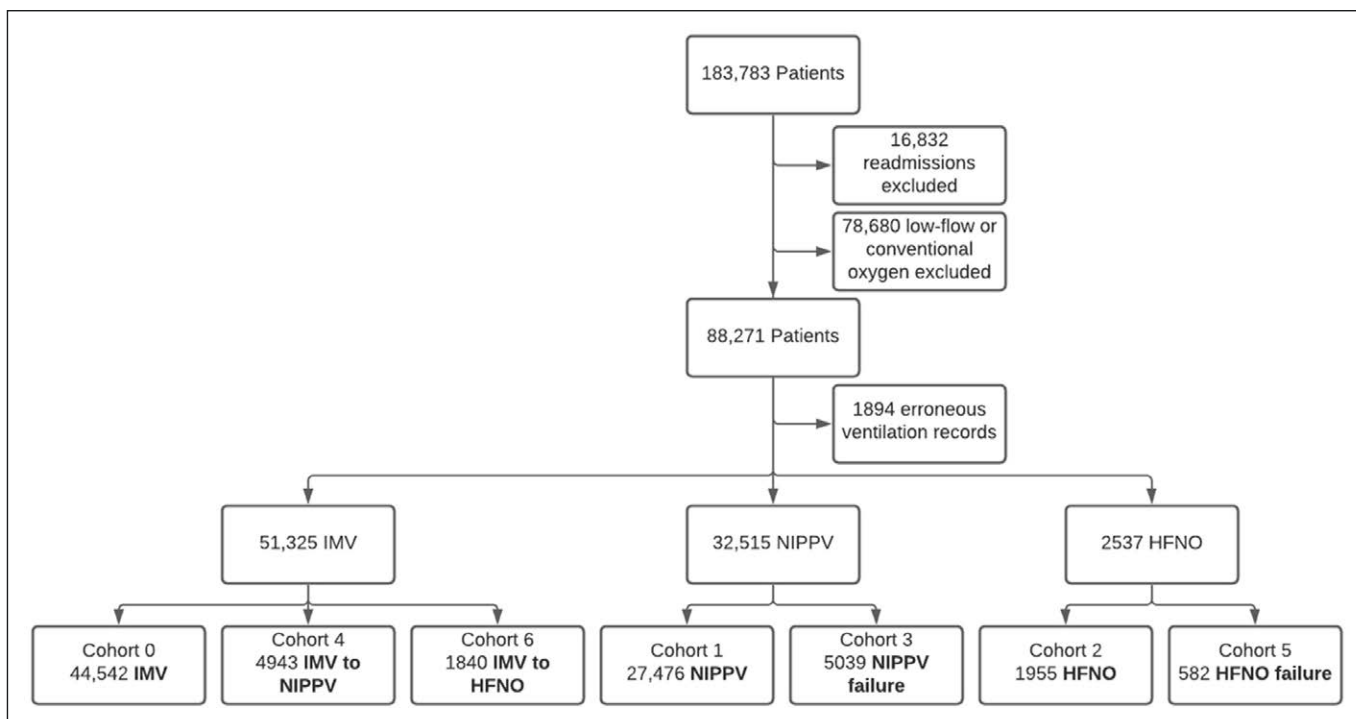 183,783 Patients
16,832
readmissions
excluded
78,680 low-flow or
conventional
oxygen excluded
88,271 Patients
1894 erroneous
ventilation records
51,325 IMV
32,515 NIPPV
2537 HFNO
Cohort 0
44,542 IMV
Cohort 4
4943 IMV to
NIPPV
Cohort 6
1840 IMV to
HFNO
Cohort 1
27,476 NIPPV
Cohort 3
5039 NIPPV
failure
Cohort 2
1955 HFNO
Cohort 5
582 HFNO failure